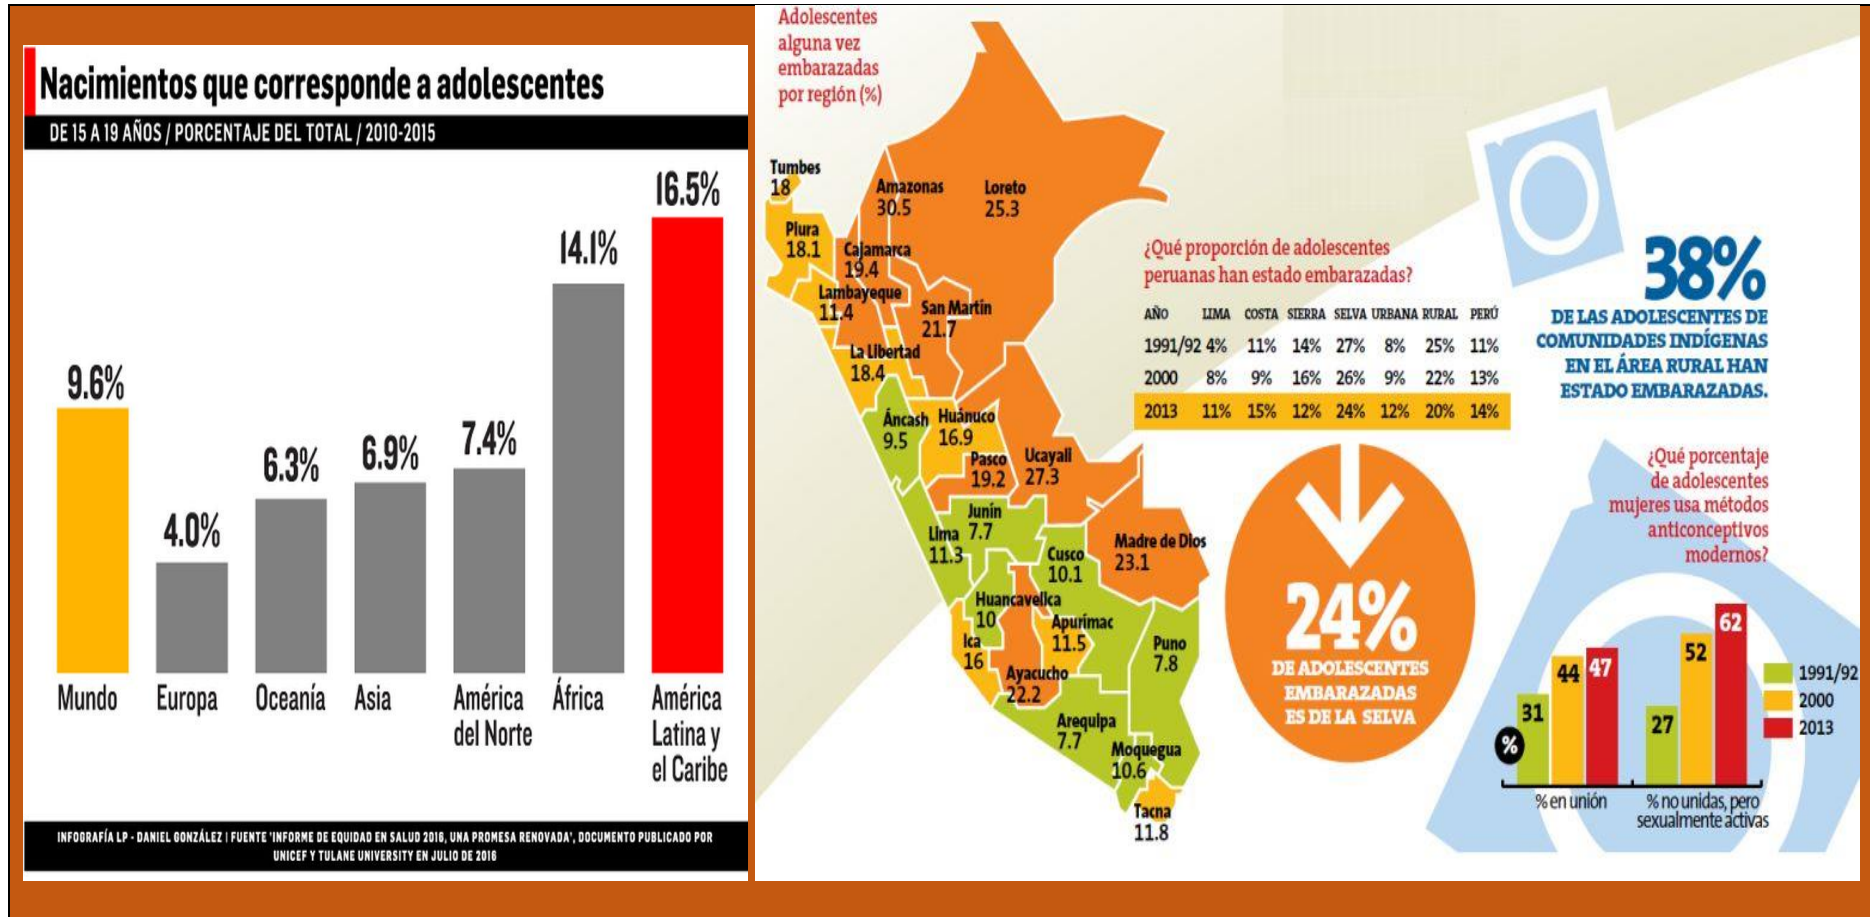 Nacimientos que corresponde a adolescentes
DE 15 A 19 AÑOS / PORCENTAJE DEL TOTAL / 2010-2015
9.6%
4.0%
6.3%
6.9%
7.4%
14.1%
16.5%
Mundo
Europa
Oceanía
Asia
América
del Norte
África
América
Latina y
el Caribe
INFOGRAFÍA LP - DANIEL GONZÁLEZ I FUENTE 'INFORME DE EQUIDAD EN SALUD 2016, UNA PROMESA RENOVADA', DOCUMENTO PUBLICADO POR
UNICEF Y TULANE UNIVERSITY EN JULIO DE 2016
Adolescentes
alguna vez
embarazadas
por región (%)
Tumbes
18
Piura
18.1
Amazonas
30.5
Loreto
25.3
Cajamarca
19.4
Lambayeque
11.4
San Martín
21.7
La Libertad
18.4
Áncash
9.5
Huánuco
16.9
Pasco
19.2
Ucayali
27.3
Junín
7.7
Lima
11.3
Cusco
10.1
Madre de Dios
23.1
Huancavelica
10
Ica
16
Apurímac
11.5
Ayacucho
22.2
Puno
7.8
Arequipa
7.7
Moquegua
10.6
Tacna
11.8
¿Qué proporción de adolescentes
peruanas han estado embarazadas?
AÑO LIMA COSTA SIERRA SELVA URBANA RURAL PERÚ
1991/92 4% 11% 14% 27% 8% 25% 11%
2000 8% 9% 16% 26% 9% 22% 13%
2013 11% 15% 12% 24% 12% 20% 14%
24%
DE ADOLESCENTES
EMBARAZADAS
ES DE LA SELVA
38%
DE LAS ADOLESCENTES DE
COMUNIDADES INDÍGENAS
EN EL ÁREA RURAL HAN
ESTADO EMBARAZADAS.
¿Qué porcentaje
de adolescentes
mujeres usa métodos
anticonceptivos
modernos?
%
31
44
47
27
52
62
% en unión
% no unidas, pero
sexualmente activas
1991/92
2000
2013